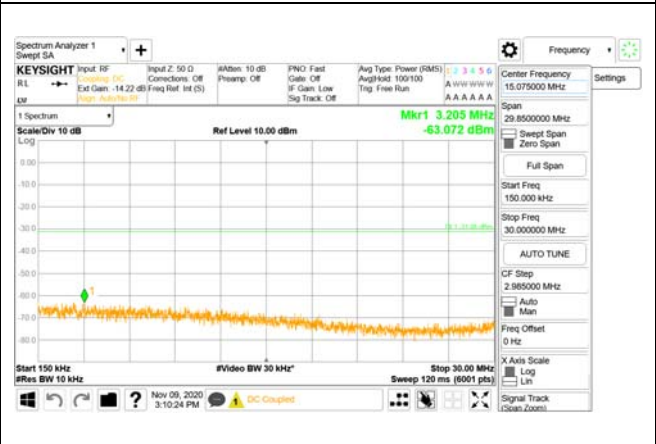 Spectrum Analyzer 1
Swept SA
Frequency
KEYSIGHT
RL
Input: RF
Coupling: DC
Ext Gain: -14.22 dB
Align: Auto/No RF
Input Z: 50 Ω
Corrections: Off
Freq Ref: Int (S)
#Atten: 10 dB
Preamp: Off
PNO: Fast
Gate: Off
IF Gain: Low
Sig Track: Off
Avg Type: Power (RMS)
Avg|Hold: 100/100
Trig: Free Run
1 2 3 4 5 6
A W W W W W
A A A A A A
Center Frequency
15.075000 MHz
Settings
1 Spectrum
Scale/Div 10 dB
Ref Level 10.00 dBm
Mkr1 3.205 MHz
-63.072 dBm
Log
0.00
-10.0
-20.0
-30.0
-40.0
-50.0
-60.0
-70.0
-80.0
1
Span
29.8500000 MHz
Swept Span
Zero Span
Full Span
Start Freq
150.000 kHz
Stop Freq
30.000000 MHz
AUTO TUNE
CF Step
2.985000 MHz
Auto
Man
Freq Offset
0 Hz
X Axis Scale
Log
Lin
Signal Track
(Span Zoom)
Start 150 kHz
#Res BW 10 kHz
#Video BW 30 kHz*
Stop 30.00 MHz
Sweep 120 ms (6001 pts)
?
Nov 09, 2020
3:10:24 PM
1
DC Coupled